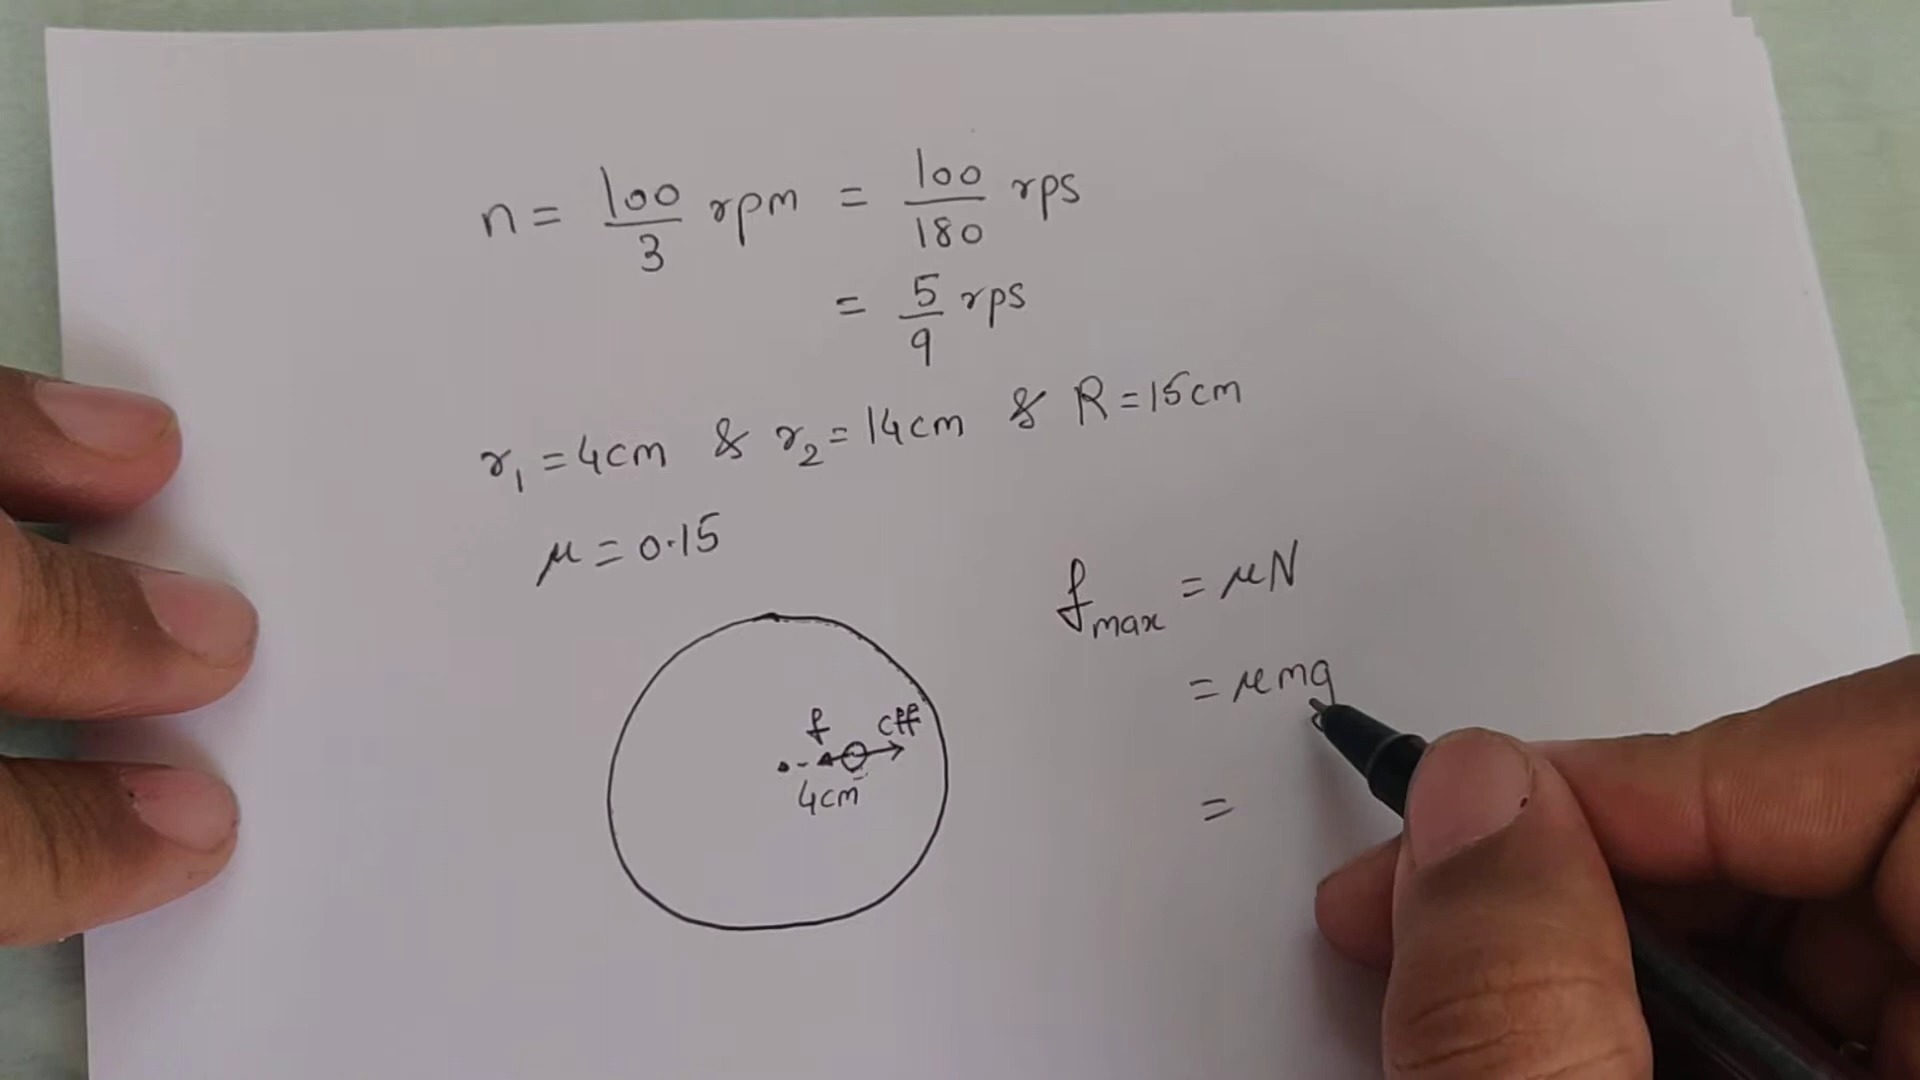 n = 100/3 rpm = 100/180 rps
= 5/9 rps
r₁ = 4cm & r₂ = 14cm & R = 15cm
μ = 0.15
f_max = μN
= μmg
=
f cff
4cm